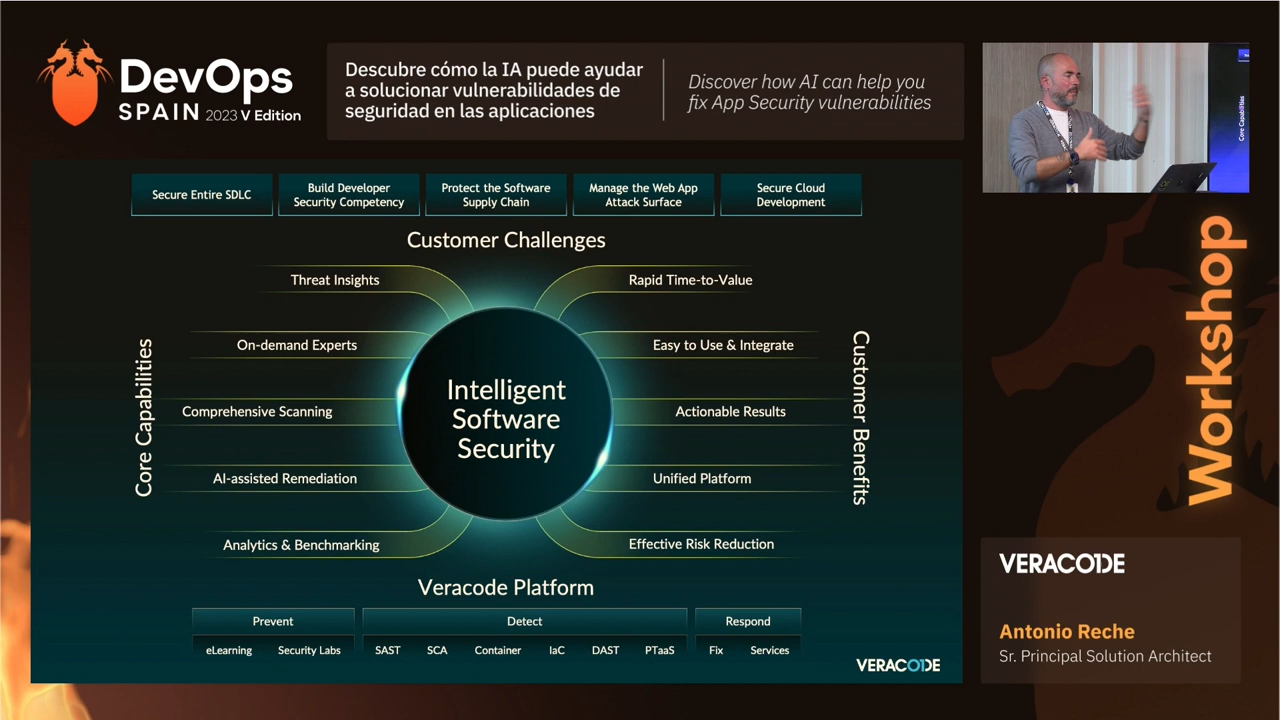 DevOps
SPAIN 2023 V Edition
Descubre cómo la IA puede ayudar
a solucionar vulnerabilidades de
seguridad en las aplicaciones
Discover how AI can help you
fix App Security vulnerabilities
Core Capabilities
Secure Entire SDLC
Build Developer
Security Competency
Protect the Software
Supply Chain
Manage the Web App
Attack Surface
Secure Cloud
Development
Customer Challenges
Core Capabilities
Threat Insights
On-demand Experts
Comprehensive Scanning
AI-assisted Remediation
Analytics & Benchmarking
Intelligent
Software
Security
Rapid Time-to-Value
Easy to Use & Integrate
Actionable Results
Unified Platform
Effective Risk Reduction
Customer Benefits
Veracode Platform
Prevent
Detect
Respond
eLearning
Security Labs
SAST
SCA
Container
IaC
DAST
PTaaS
Fix
Services
VERACODE
Workshop
VERACODE
Antonio Reche
Sr. Principal Solution Architect